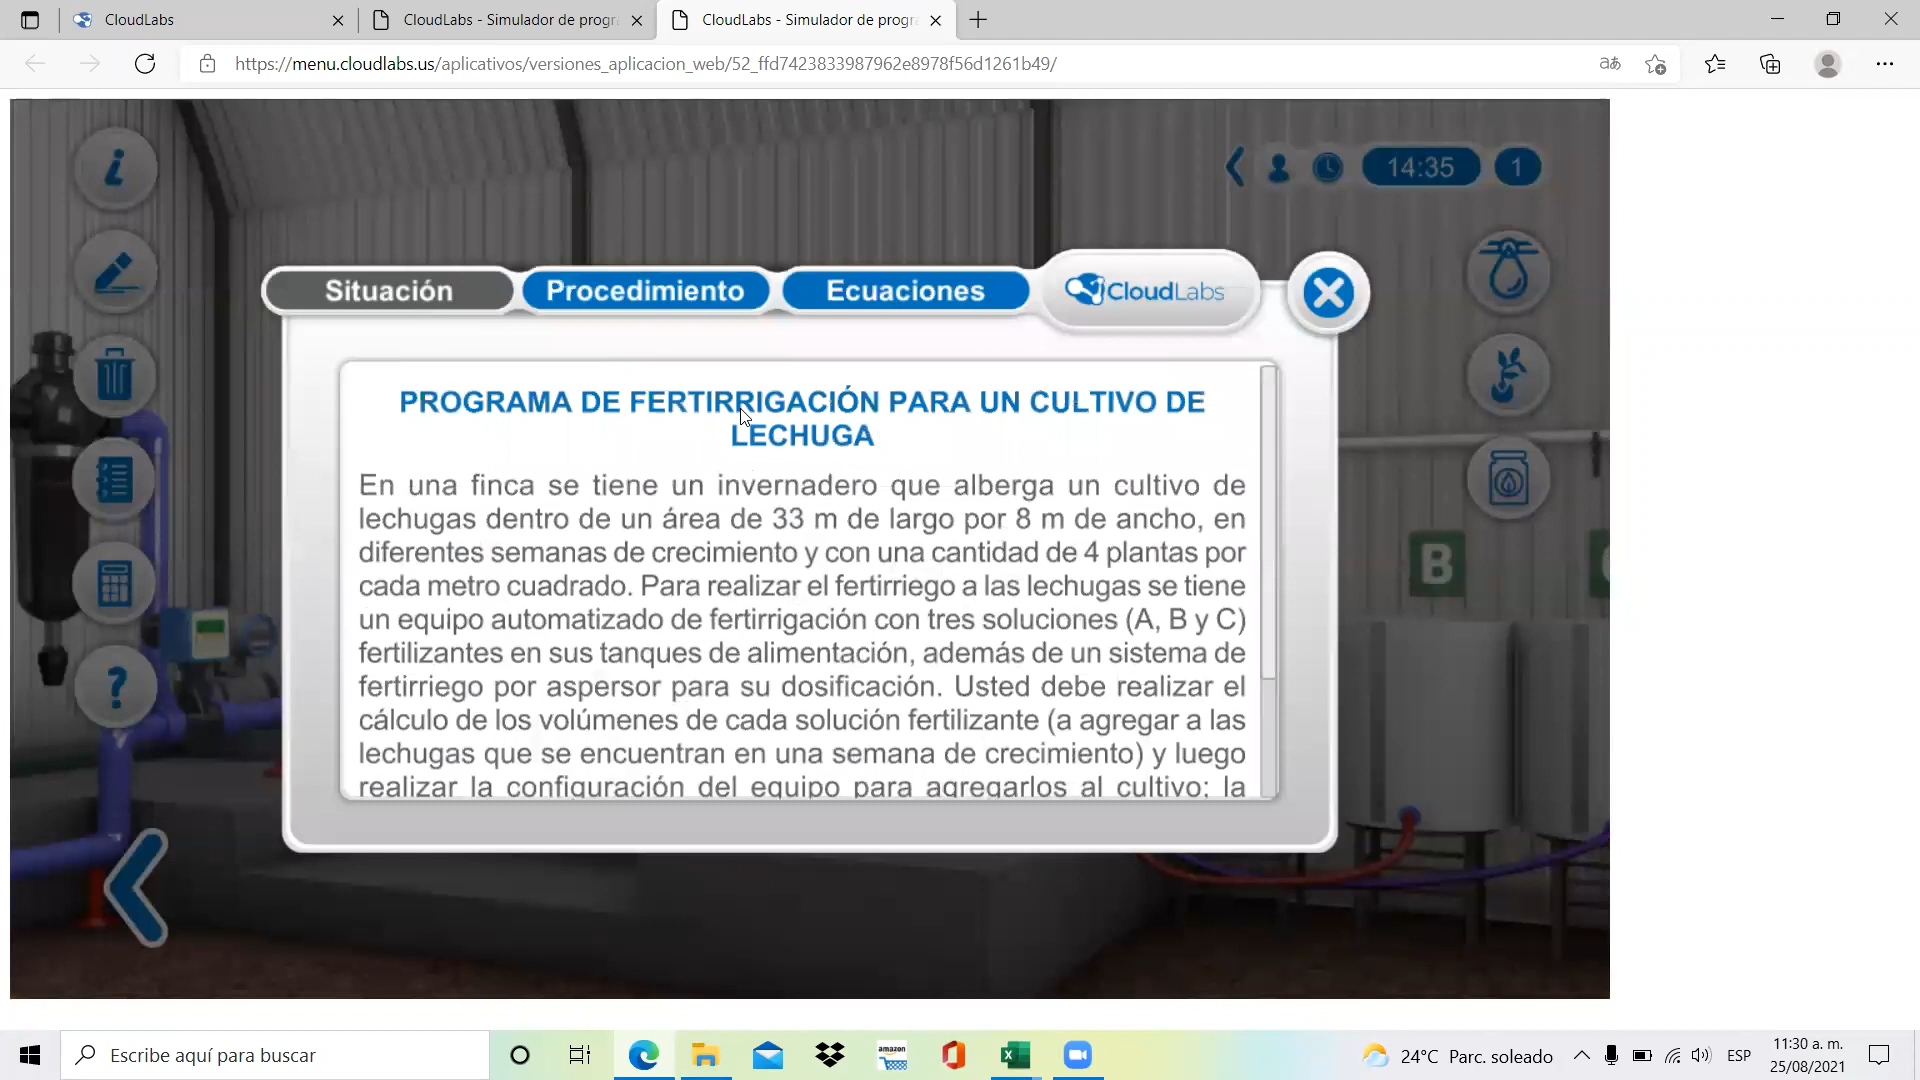 CloudLabs
CloudLabs - Simulador de progra
CloudLabs - Simulador de progra
https://menu.cloudlabs.us/aplicativos/versiones_aplicacion_web/52_ffd7423833987962e8978f56d1261b49/
14:35
1
Situación
Procedimiento
Ecuaciones
CloudLabs
PROGRAMA DE FERTIRRIGACIÓN PARA UN CULTIVO DE
LECHUGA
En una finca se tiene un invernadero que alberga un cultivo de
lechugas dentro de un área de 33 m de largo por 8 m de ancho, en
diferentes semanas de crecimiento y con una cantidad de 4 plantas por
cada metro cuadrado. Para realizar el fertirriego a las lechugas se tiene
un equipo automatizado de fertirrigación con tres soluciones (A, B y C)
fertilizantes en sus tanques de alimentación, además de un sistema de
fertirriego por aspersor para su dosificación. Usted debe realizar el
cálculo de los volúmenes de cada solución fertilizante (a agregar a las
lechugas que se encuentran en una semana de crecimiento) y luego
realizar la configuración del equipo para agregarlos al cultivo; la
B
Escribe aquí para buscar
amazon
24°C Parc. soleado
ESP
11:30 a. m.
25/08/2021